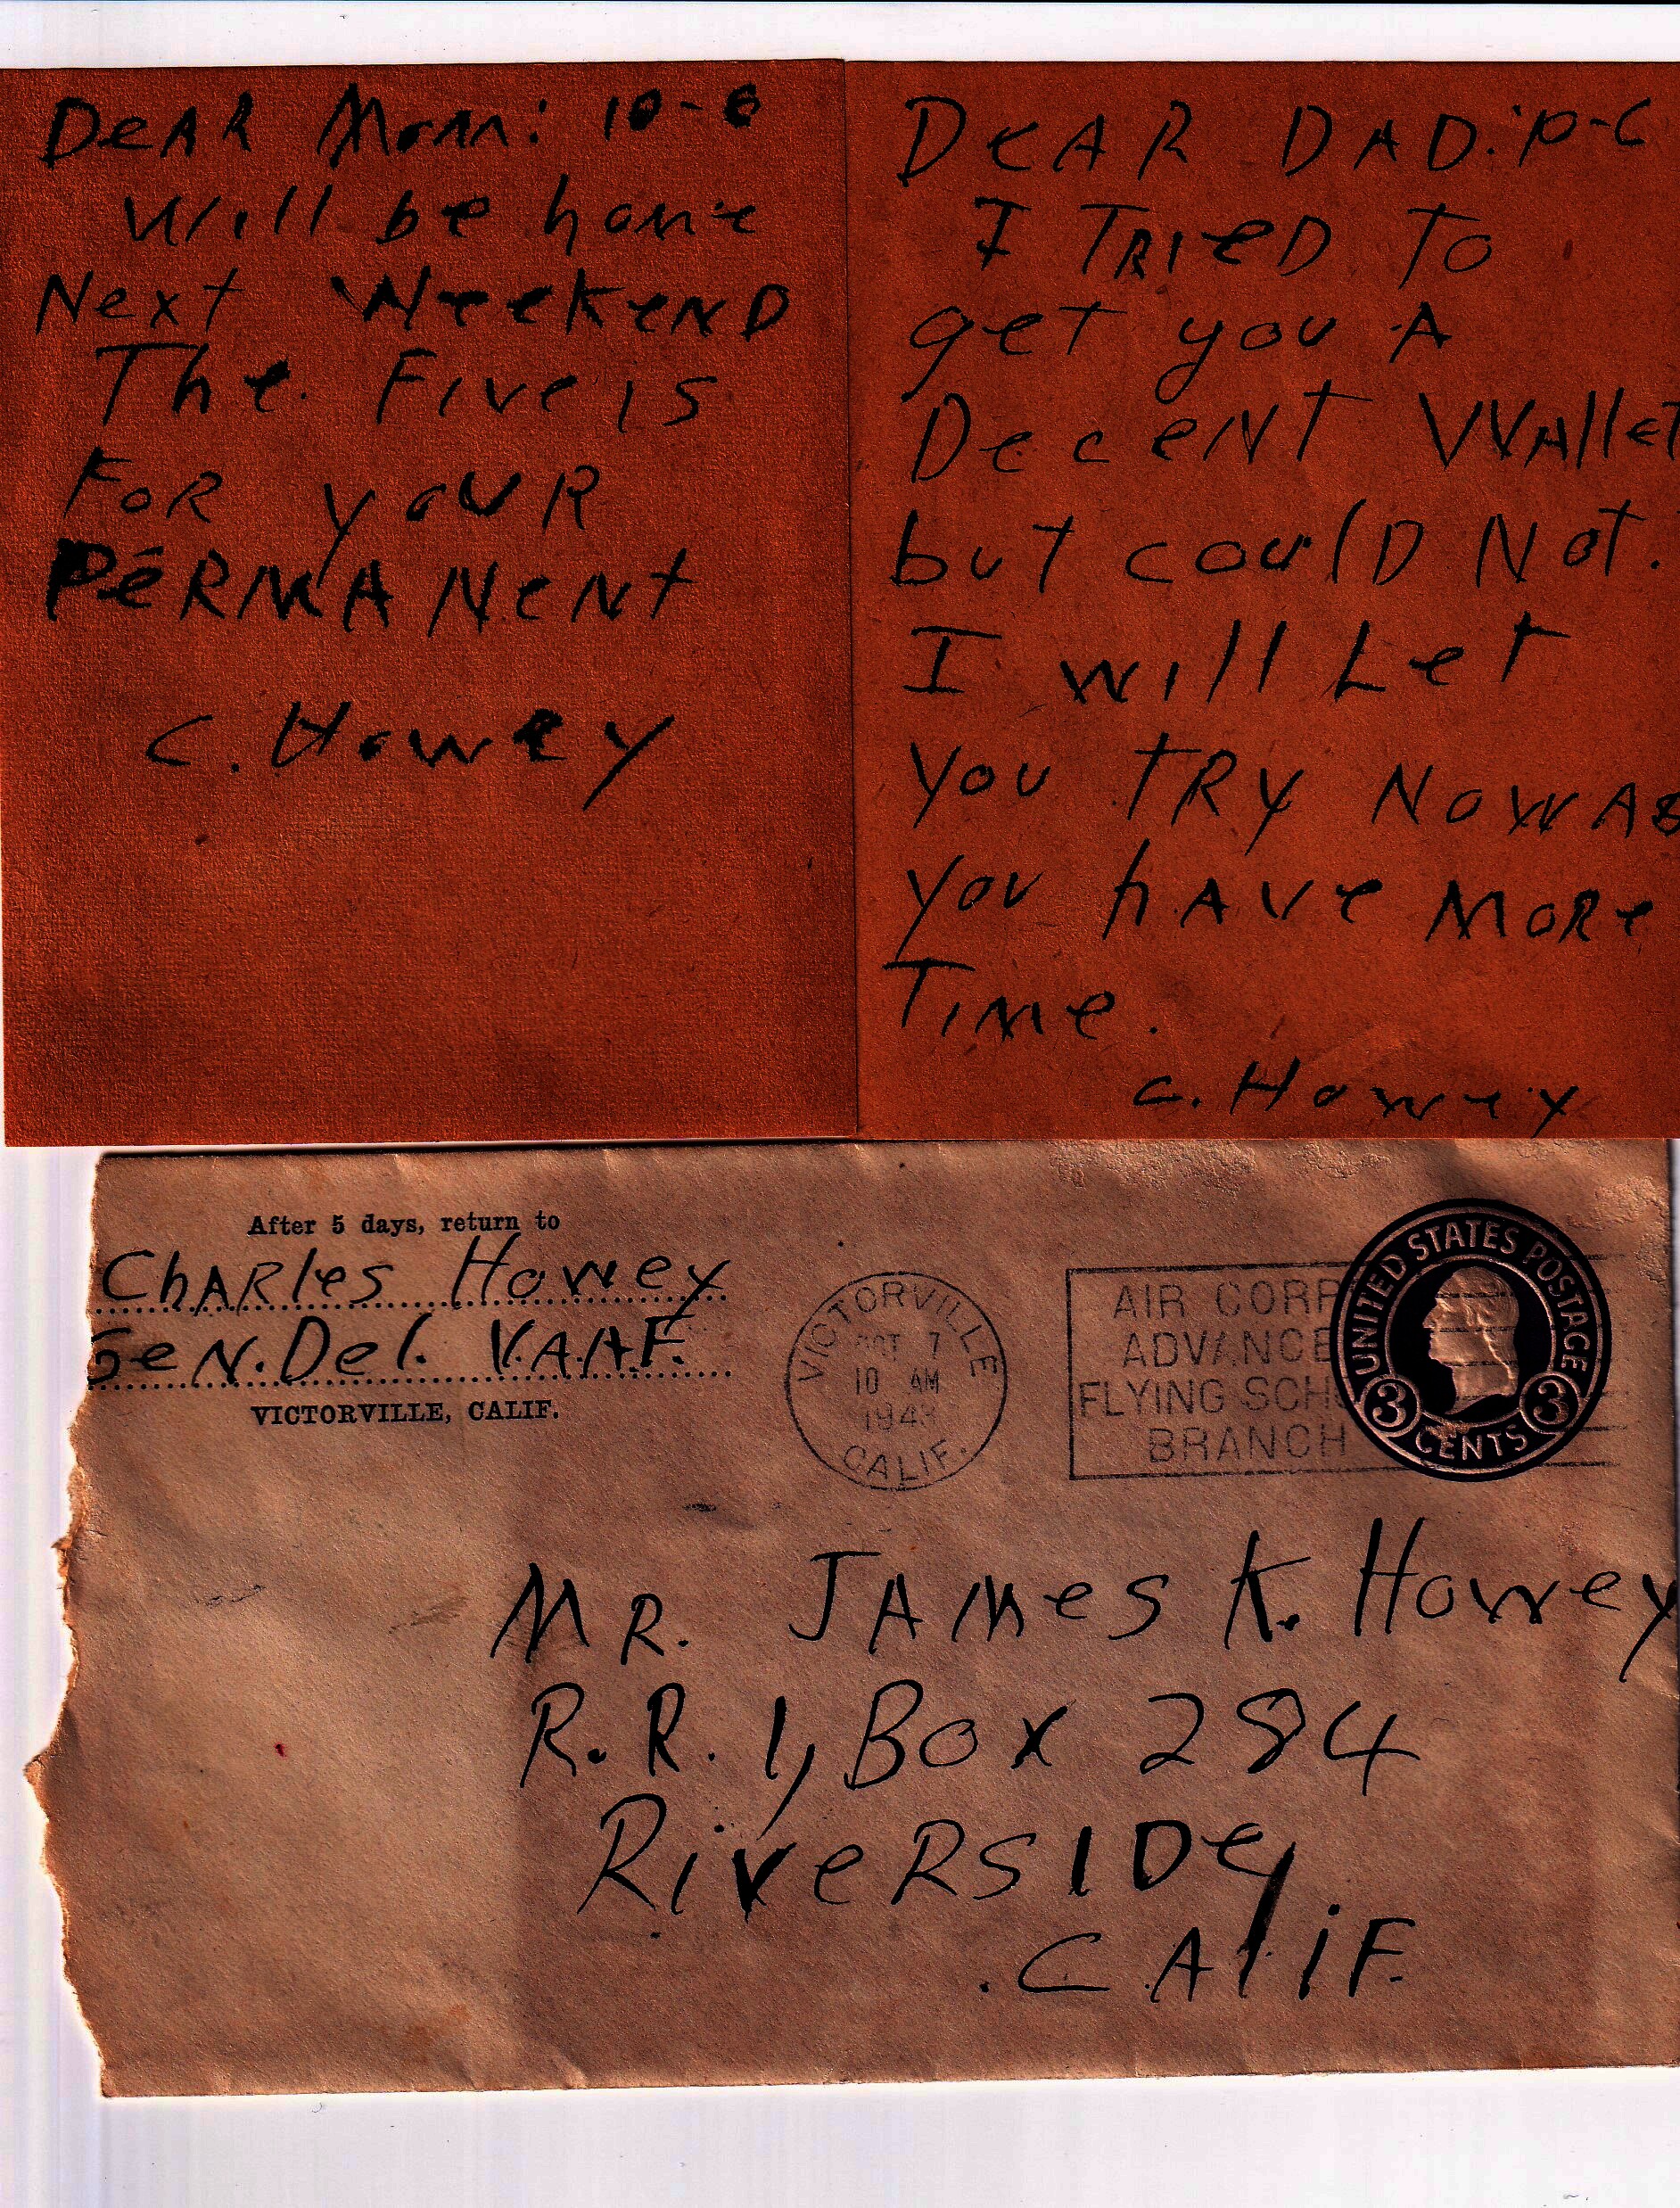 DeAR Mom: 10-6
Will be home
Next WeekenD
The Five is
FoR youR
PéRMANeNt
C. Howey
DeAR DAD: 10-6
I TRIeD To
get you A
DeceNT WAlleT
but coulD Not.
I will Let
you TRY Now AS
you hAVe MoRe
Time.
C. Howey
After 5 days, return to
ChARles Howey
GeN. Del. V.A.A.F.
VICTORVILLE, CALIF.
VICTORVILLE
OCT 7
10 AM
1943
CALIF.
AIR CORP
ADVANCE
FLYING SCH
BRANCH
UNITED STATES POSTAGE
3 CENTS 3
MR. JAMes K. Howey
R.R. 1, Box 284
RiveRSIDe,
CAliF.